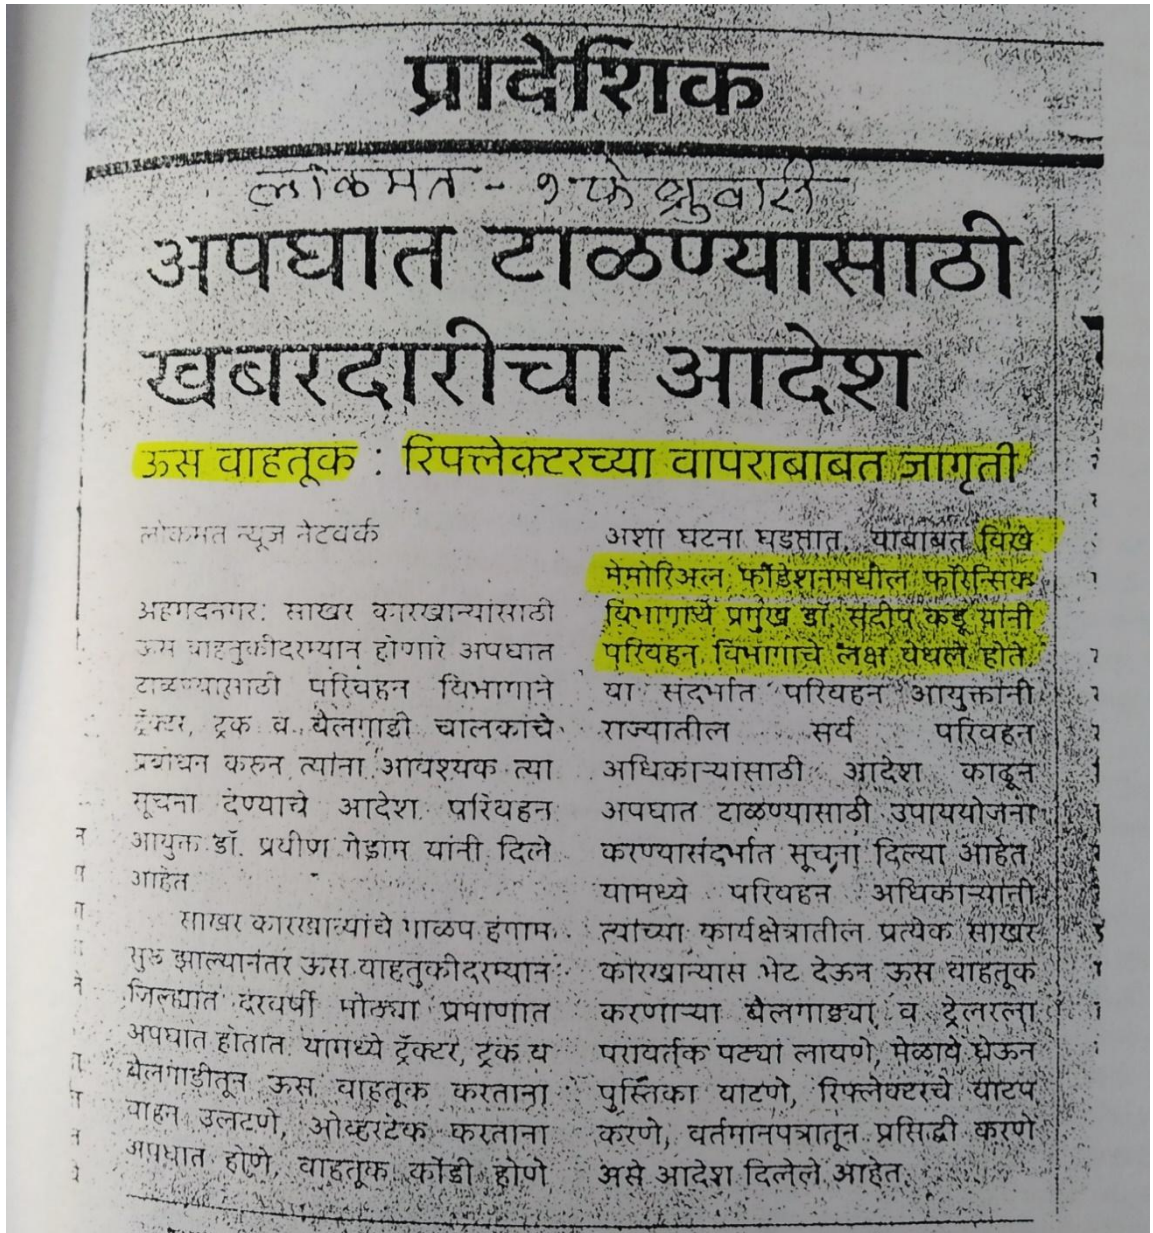 प्रादेशिक
लोकमत - १ फेब्रुवारी
अपघात टाळण्यासाठी
खबरदारीचा आदेश
ऊस वाहतूक : रिफ्लेक्टरच्या वापराबाबत जागृती
लोकमत न्यूज नेटवर्क
अहमदनगर: साखर कारखान्यांसाठी
ऊस वाहतुकीदरम्यान होणारे अपघात
टाळण्यासाठी परिवहन विभागाने
ट्रॅक्टर, ट्रक व बैलगाडी चालकांचे
प्रबोधन करून त्यांना आवश्यक त्या
सूचना देण्याचे आदेश परिवहन
आयुक्त डॉ. प्रवीण गेडाम यांनी दिले
आहेत.
साखर कारखान्यांचे गाळप हंगाम
सुरू झाल्यानंतर ऊस वाहतुकीदरम्यान
जिल्ह्यात दरवर्षी मोठ्या प्रमाणात
अपघात होतात. यामध्ये ट्रॅक्टर, ट्रक व
बैलगाडीतून ऊस वाहतूक करताना
वाहन उलटणे, ओव्हरटेक करताना
अपघात होणे, वाहतूक कोंडी होणे
अशा घटना घडतात. याबाबत विखे
मेमोरिअल फौंडेशनमधील फॉरेन्सिक
विभागाचे प्रमुख डॉ. संदीप कडू यांनी
परिवहन विभागाचे लक्ष वेधले होते
या संदर्भात परिवहन आयुक्तांनी
राज्यातील सर्व परिवहन
अधिकाऱ्यांसाठी आदेश काढून
अपघात टाळण्यासाठी उपाययोजना
करण्यासंदर्भात सूचना दिल्या आहेत.
यामध्ये परिवहन अधिकाऱ्यांनी
त्यांच्या कार्यक्षेत्रातील प्रत्येक साखर
कारखान्यास भेट देऊन ऊस वाहतूक
करणाऱ्या बैलगाड्या व ट्रेलरला
परावर्तक पट्ट्या लावणे, मेळावे घेऊन
पुस्तिका वाटणे, रिफ्लेक्टरचे वाटप
करणे, वर्तमानपत्रातून प्रसिद्धी करणे
असे आदेश दिलेले आहेत.